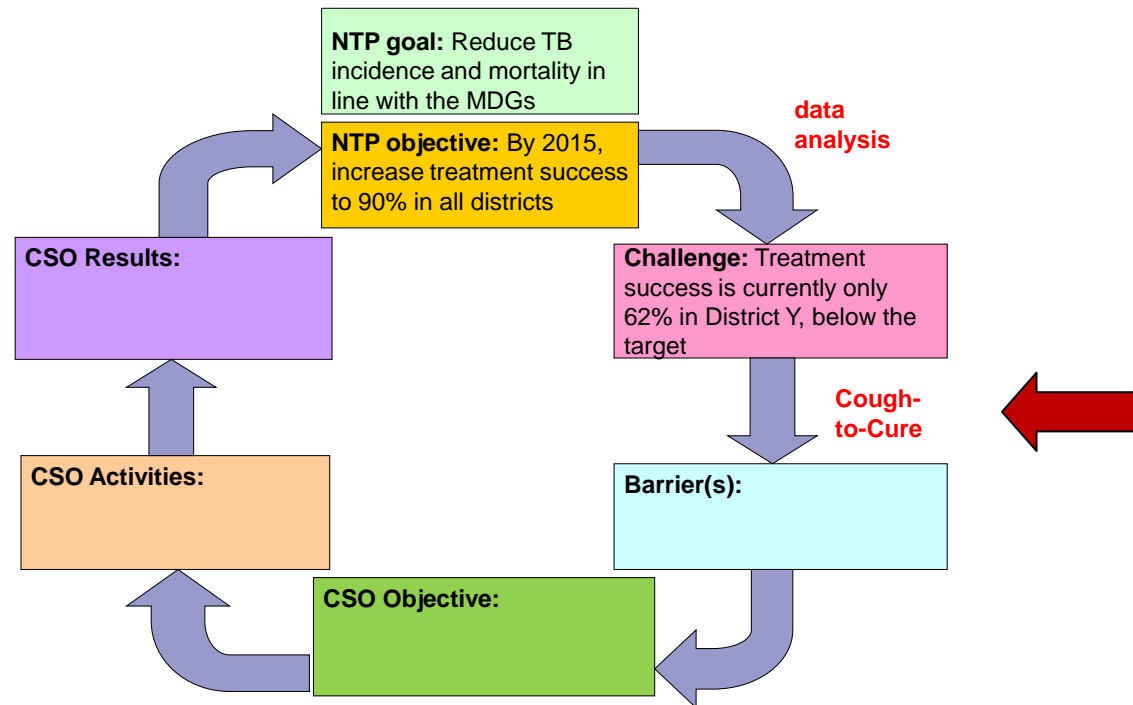 NTP goal: Reduce TB
incidence and mortality in
line with the MDGs
data
analysis
NTP objective: By 2015,
increase treatment success
to 90% in all districts
CSO Results:
Challenge: Treatment
success is currently only
62% in District Y, below the
target
Cough-
to-Cure
CSO Activities:
Barrier(s):
CSO Objective: